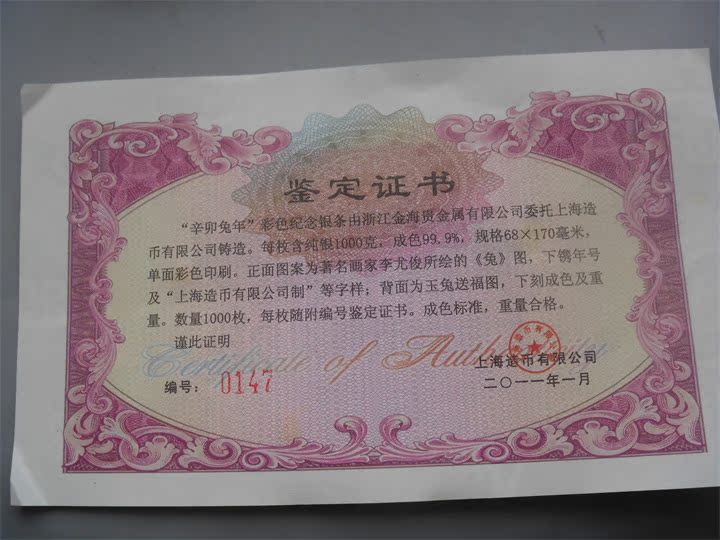 鉴定证书
“辛卯兔年”彩色纪念银条由浙江金海贵金属有限公司委托上海造
币有限公司铸造。每枚含纯银1000克，成色99.9%，规格68×170毫米，
单面彩色印刷。正面图案为著名画家李尤俊所绘的《兔》图，下镌年号
及“上海造币有限公司制”等字样；背面为玉兔送福图，下刻成色及重
量。数量1000枚，每枚随附编号鉴定证书。成色标准，重量合格。
谨此证明
Certificate of Authenticity
上海造币有限公司
编号： 0147
二〇一一年一月